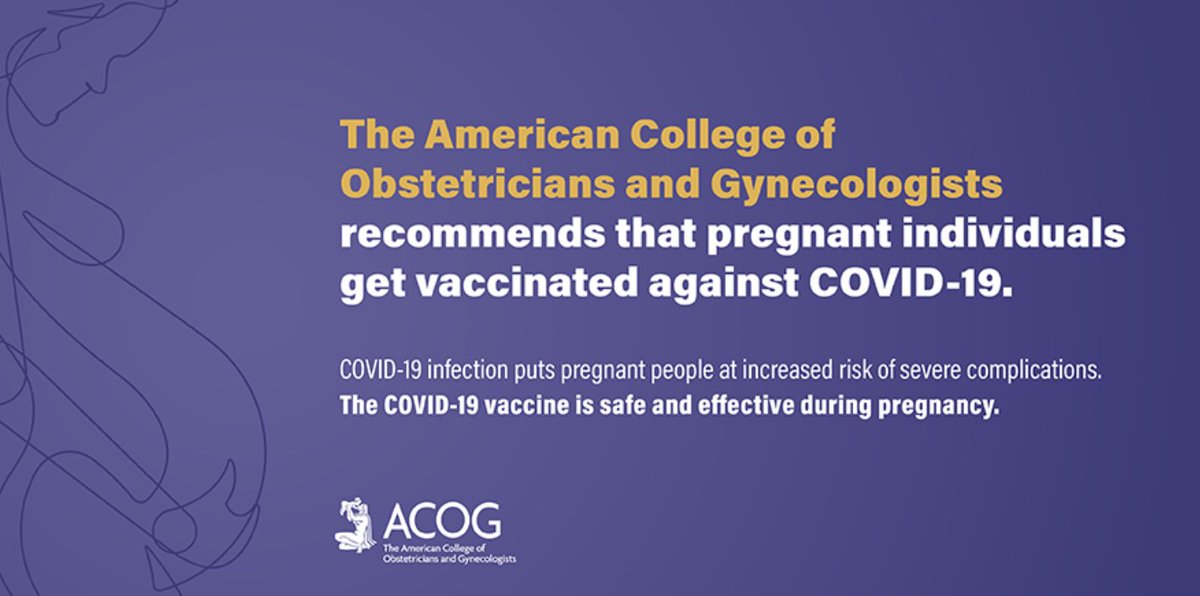 The American College of
Obstetricians and Gynecologists
recommends that pregnant individuals
get vaccinated against COVID-19.
COVID-19 infection puts pregnant people at increased risk of severe complications.
The COVID-19 vaccine is safe and effective during pregnancy.
ACOG
The American College of
Obstetricians and Gynecologists